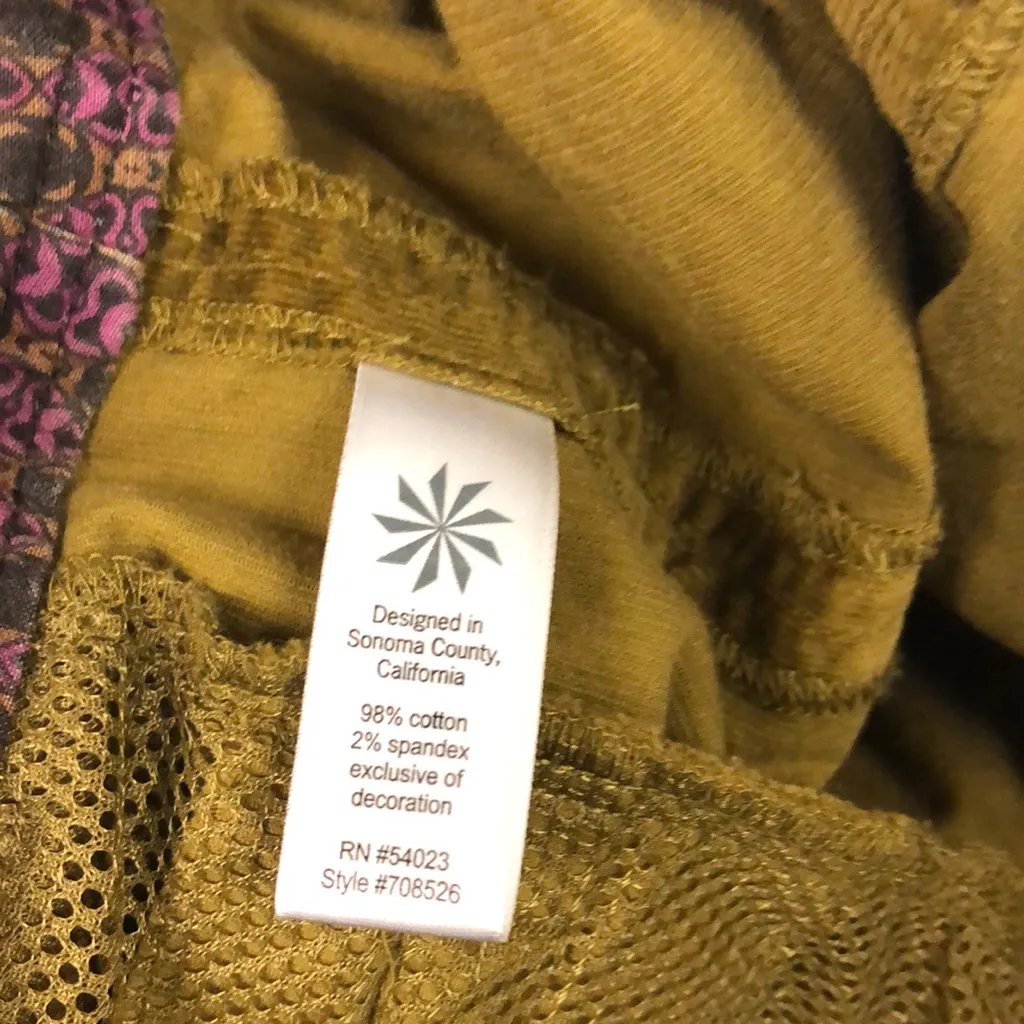 Designed in
Sonoma County,
California
98% cotton
2% spandex
exclusive of
decoration
RN #54023
Style #708526